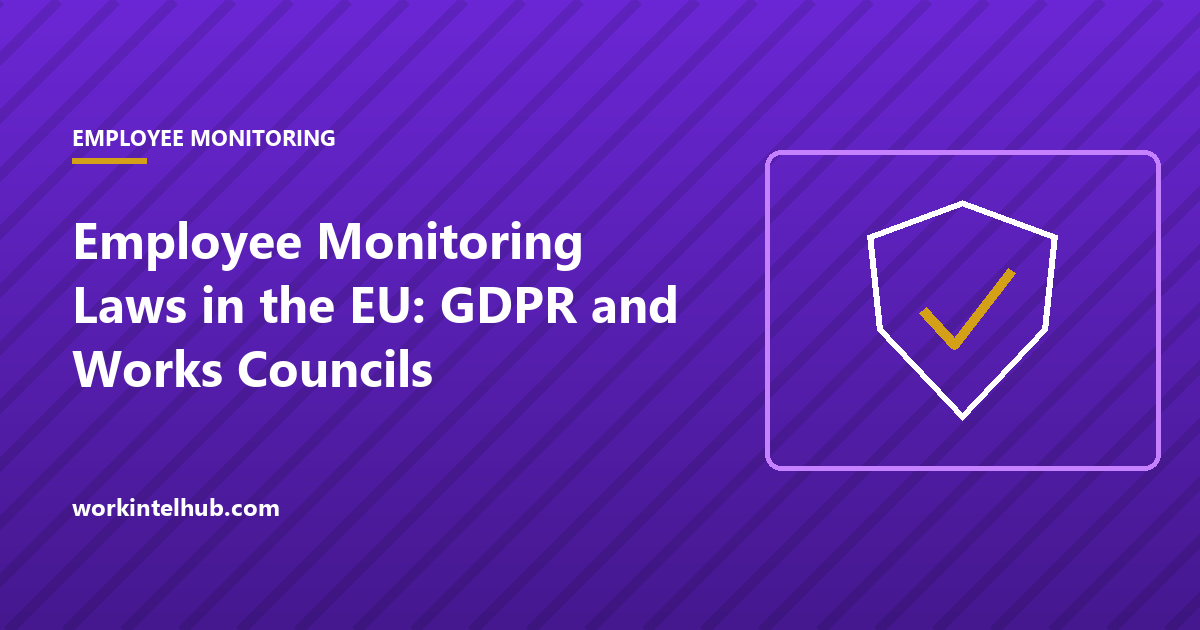 EMPLOYEE MONITORING
Employee Monitoring
Laws in the EU: GDPR and
Works Councils
workintelhub.com